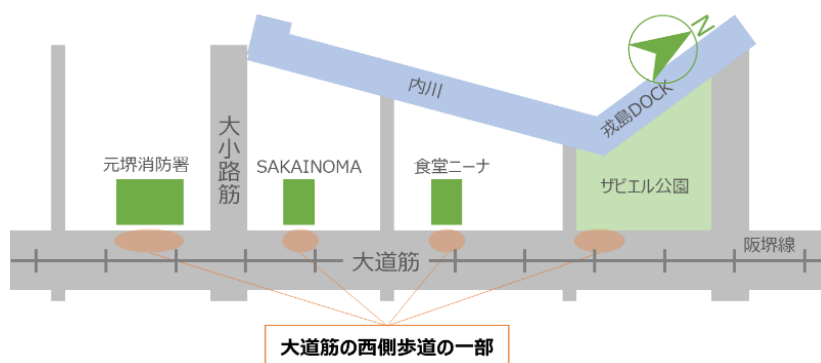 N
内川
戎島DOCK
大小路筋
元堺消防署
SAKAINOMA
食堂ニーナ
ザビエル公園
阪堺線
大道筋
大道筋の西側歩道の一部